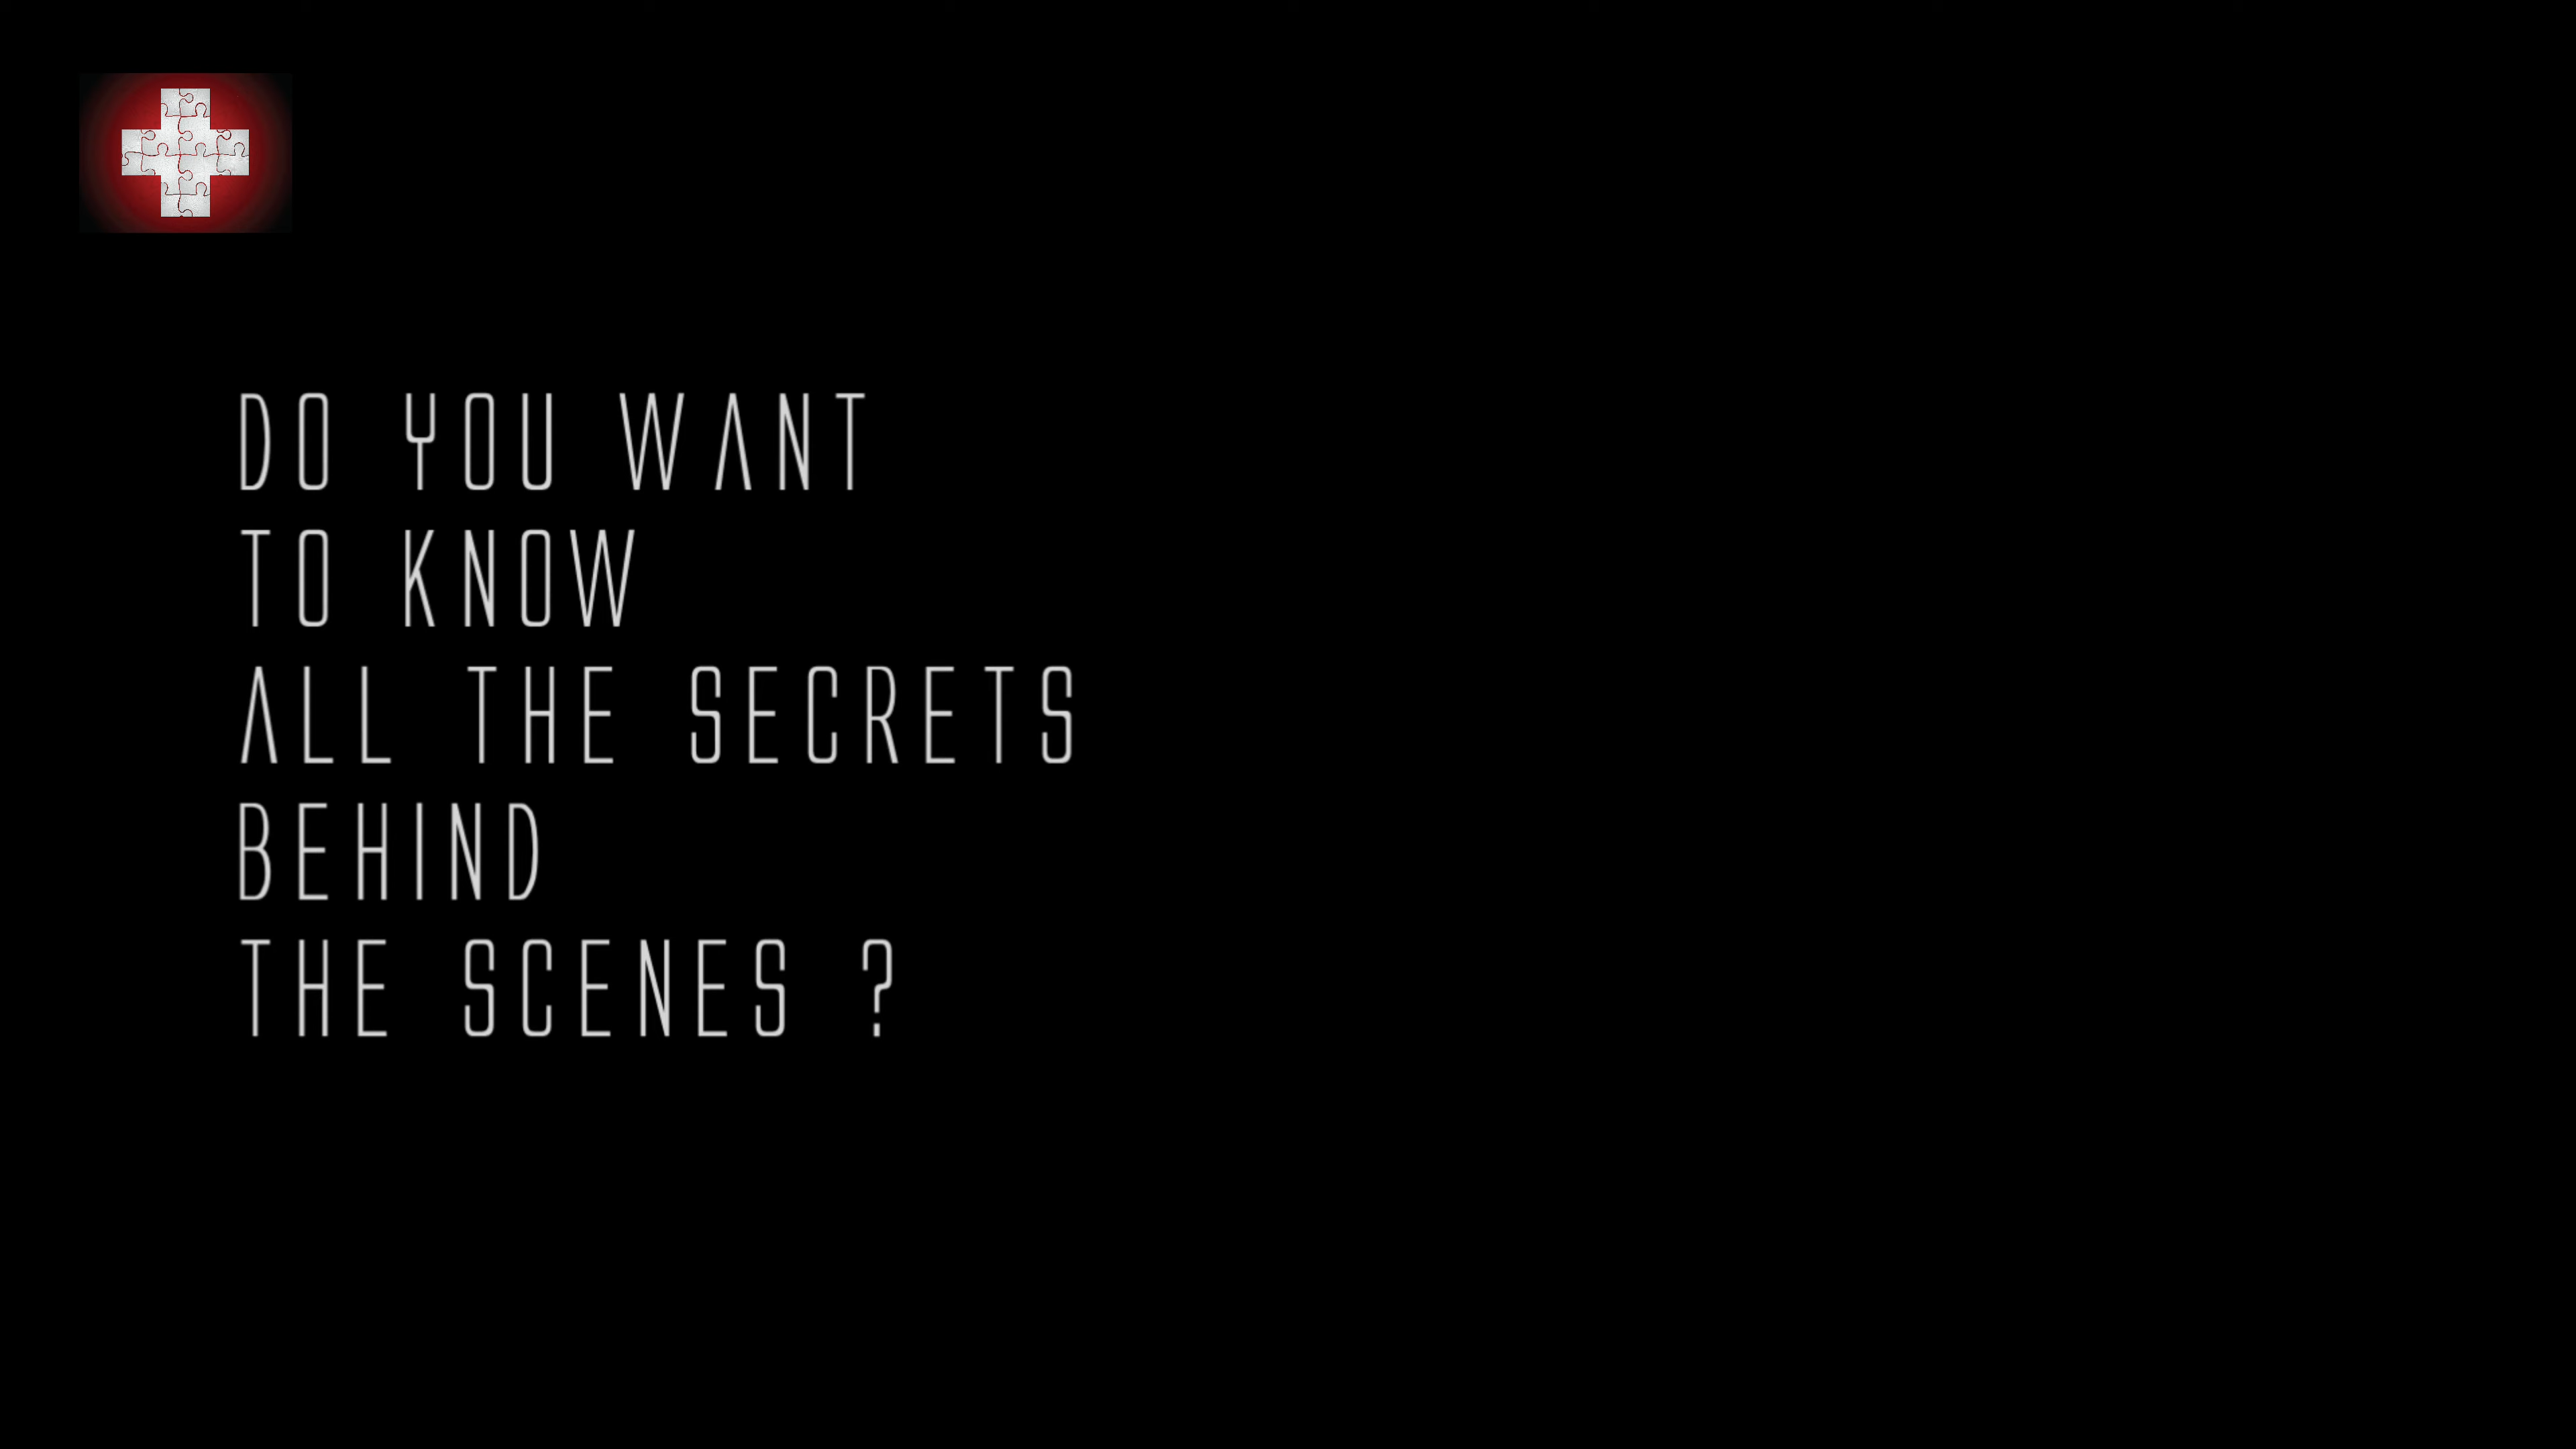 DO YOU WANT
TO KNOW
ALL THE SECRETS
BEHIND
THE SCENES ?